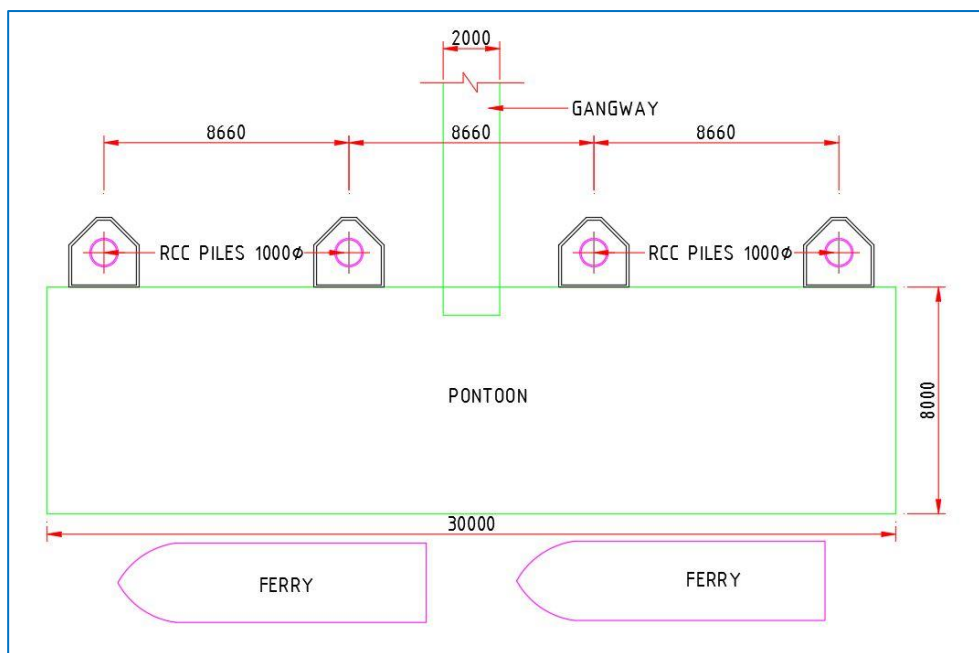 2000
GANGWAY
8660
8660
8660
RCC PILES 1000ø
RCC PILES 1000ø
PONTOON
8000
30000
FERRY
FERRY